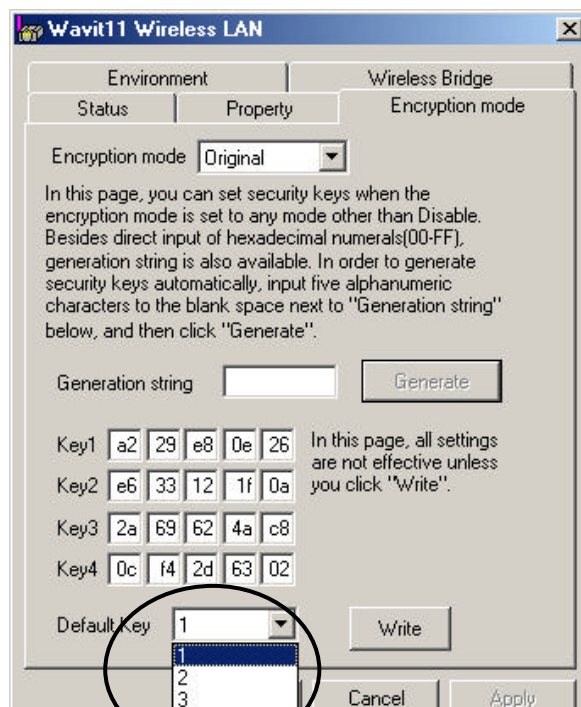 Wavit11 Wireless LAN
Environment Wireless Bridge
Status Property Encryption mode
Encryption mode Original
In this page, you can set security keys when the
encryption mode is set to any mode other than Disable.
Besides direct input of hexadecimal numerals(00-FF),
generation string is also available. In order to generate
security keys automatically, input five alphanumeric
characters to the blank space next to "Generation string"
below, and then click "Generate".
Generation string Generate
Key1 a2 29 e8 0e 26
In this page, all settings
are not effective unless
you click "Write".
Key2 e6 33 12 1f 0a
Key3 2a 69 62 4a c8
Key4 0c f4 2d 63 02
Default Key 1 Write
1
2
3
Cancel Apply